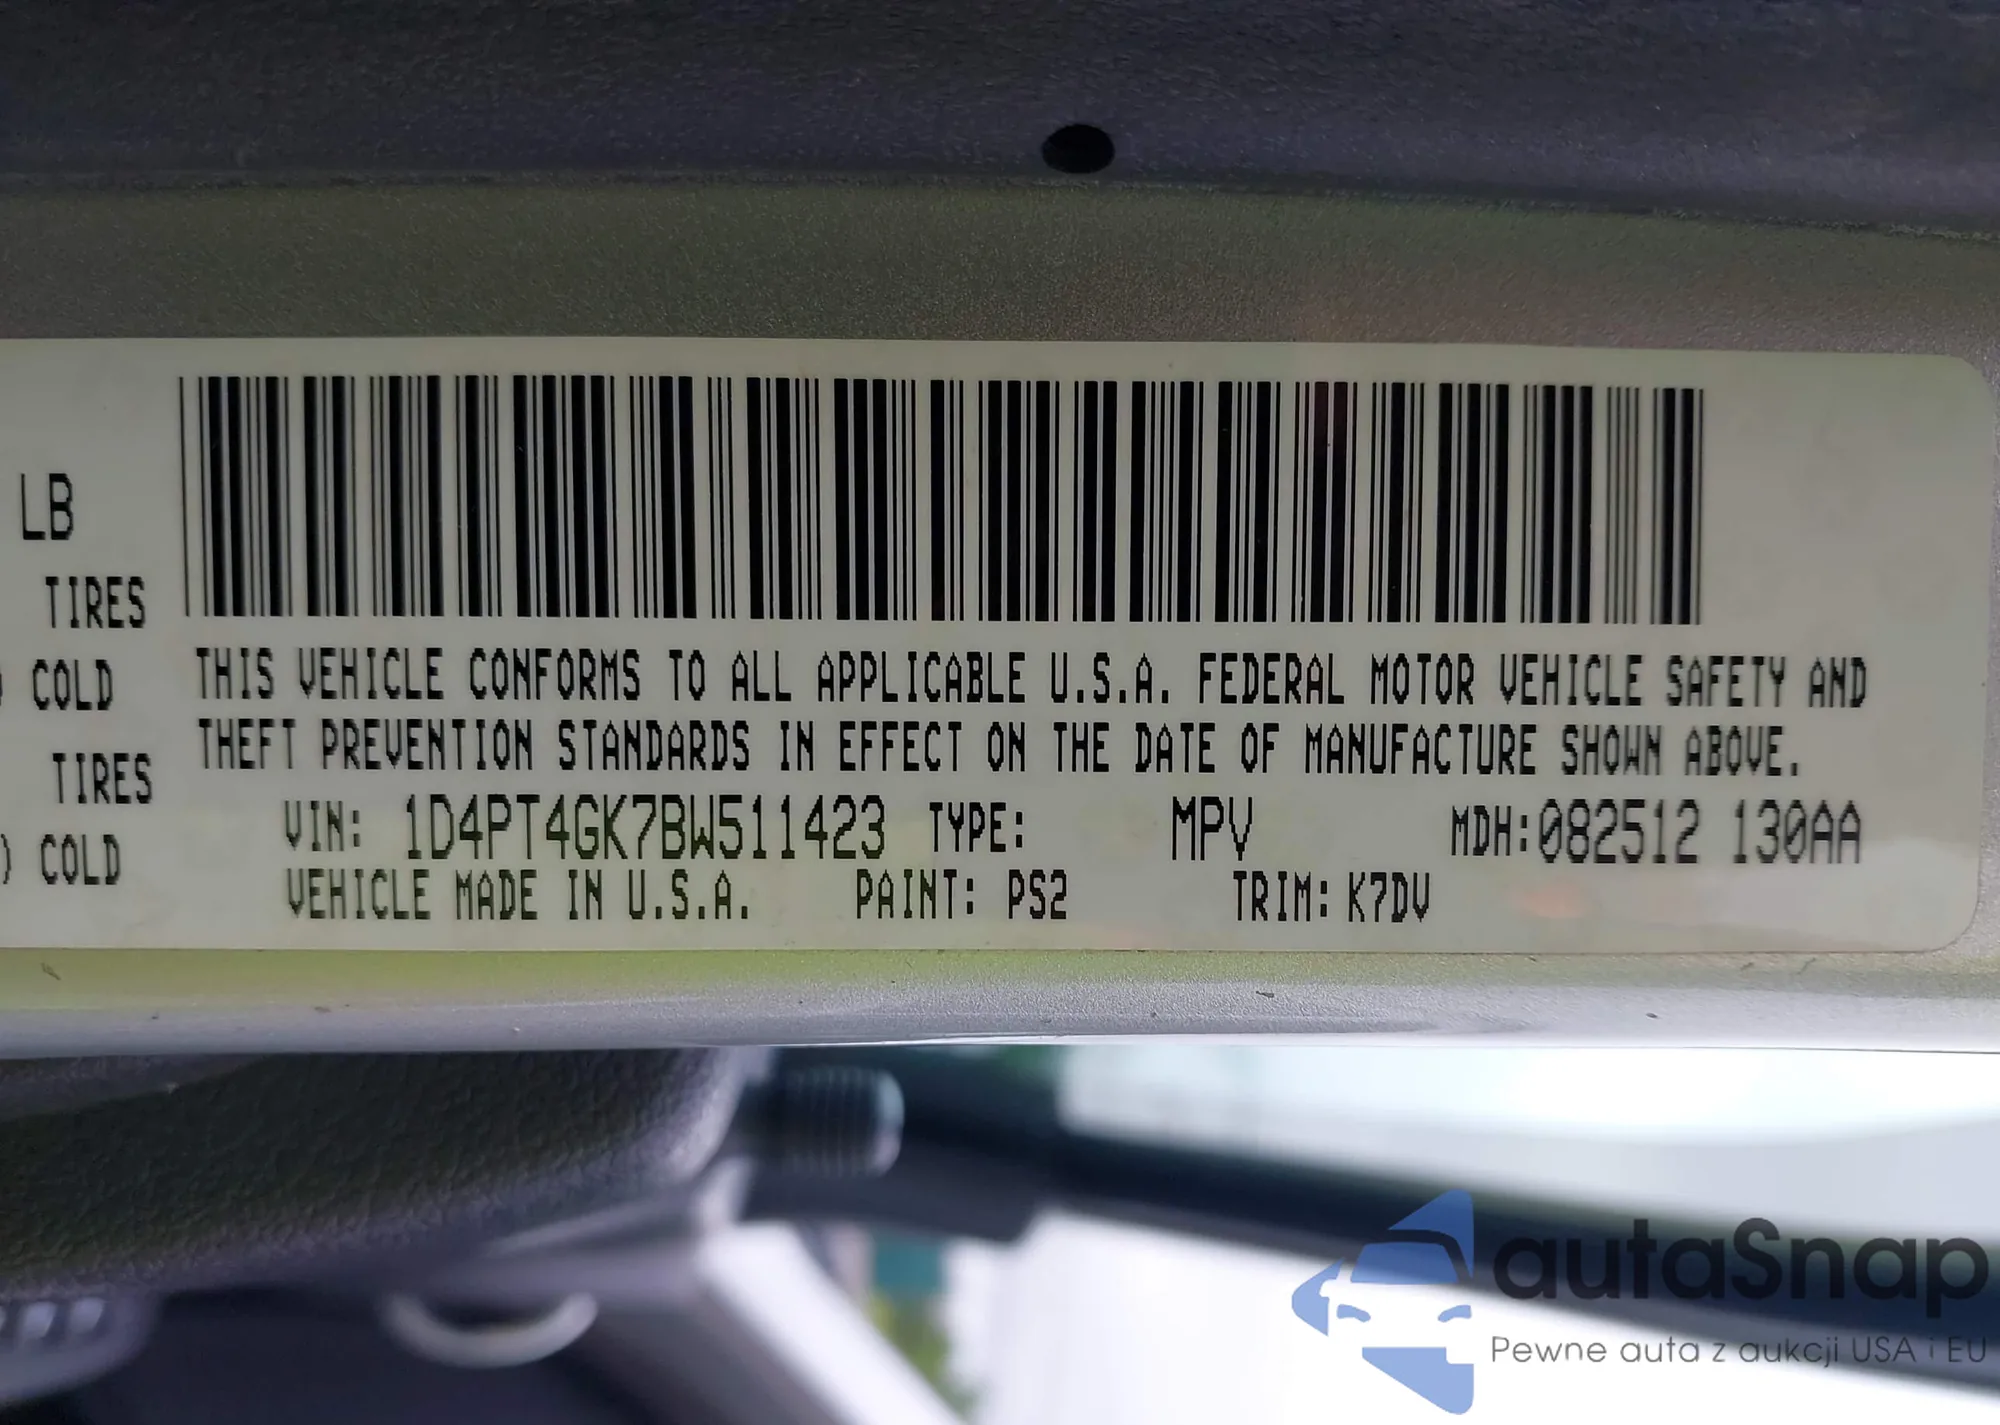 LB
TIRES
) COLD
TIRES
) COLD
THIS VEHICLE CONFORMS TO ALL APPLICABLE U.S.A. FEDERAL MOTOR VEHICLE SAFETY AND
THEFT PREVENTION STANDARDS IN EFFECT ON THE DATE OF MANUFACTURE SHOWN ABOVE.
VIN: 1D4PT4GK7BW511423 TYPE: MPV MDH:082512 130AA
VEHICLE MADE IN U.S.A. PAINT: PS2 TRIM: K7DV
autaSnap
Pewne auta z aukcji USA i EU